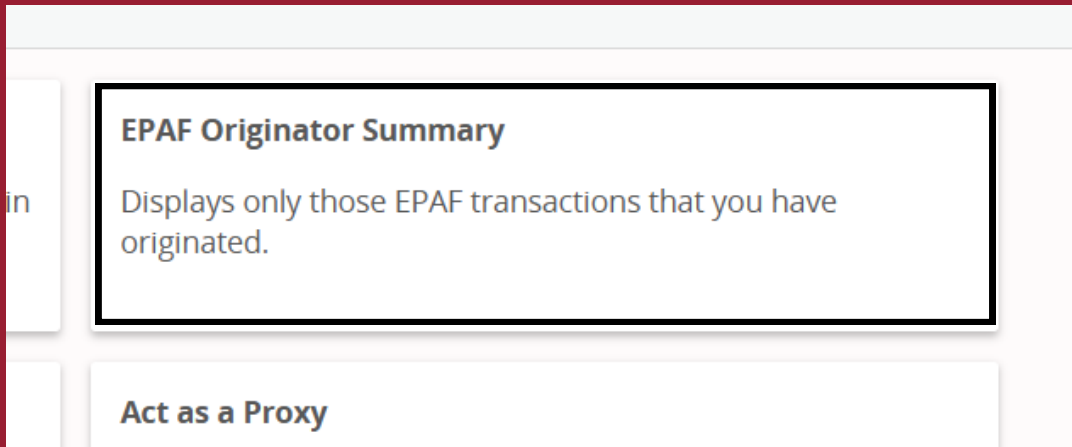 EPAF Originator Summary
in
Displays only those EPAF transactions that you have
originated.
Act as a Proxy